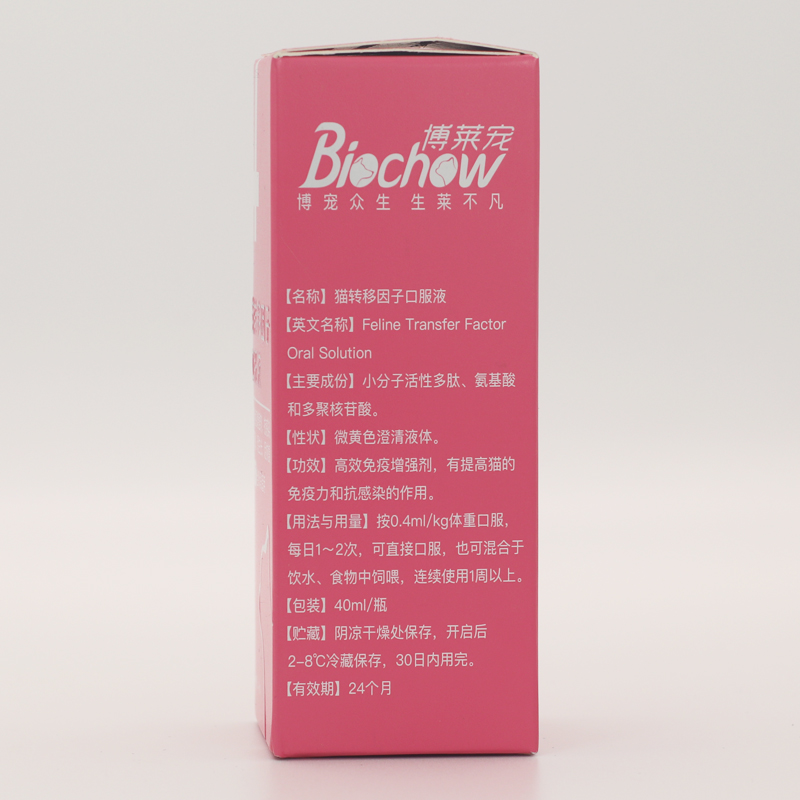 博莱宠
Biochow
博宠众生 生莱不凡
【名称】猫转移因子口服液
【英文名称】Feline Transfer Factor
Oral Solution
【主要成份】小分子活性多肽、氨基酸
和多聚核苷酸。
【性状】微黄色澄清液体。
【功效】高效免疫增强剂，有提高猫的
免疫力和抗感染的作用。
【用法与用量】按0.4ml/kg体重口服，
每日1～2次，可直接口服，也可混合于
饮水、食物中饲喂，连续使用1周以上。
【包装】40ml/瓶
【贮藏】阴凉干燥处保存，开启后
2-8℃冷藏保存，30日内用完。
【有效期】24个月